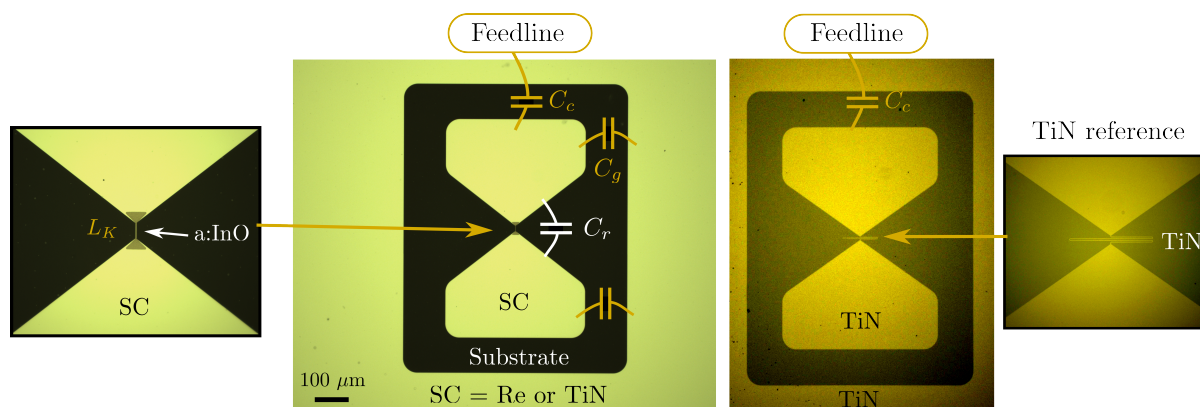 Feedline
Feedline
C_c
C_c
TiN reference
C_g
L_K
a:InO
C_r
TiN
SC
SC
TiN
Substrate
100 μm
SC = Re or TiN
TiN